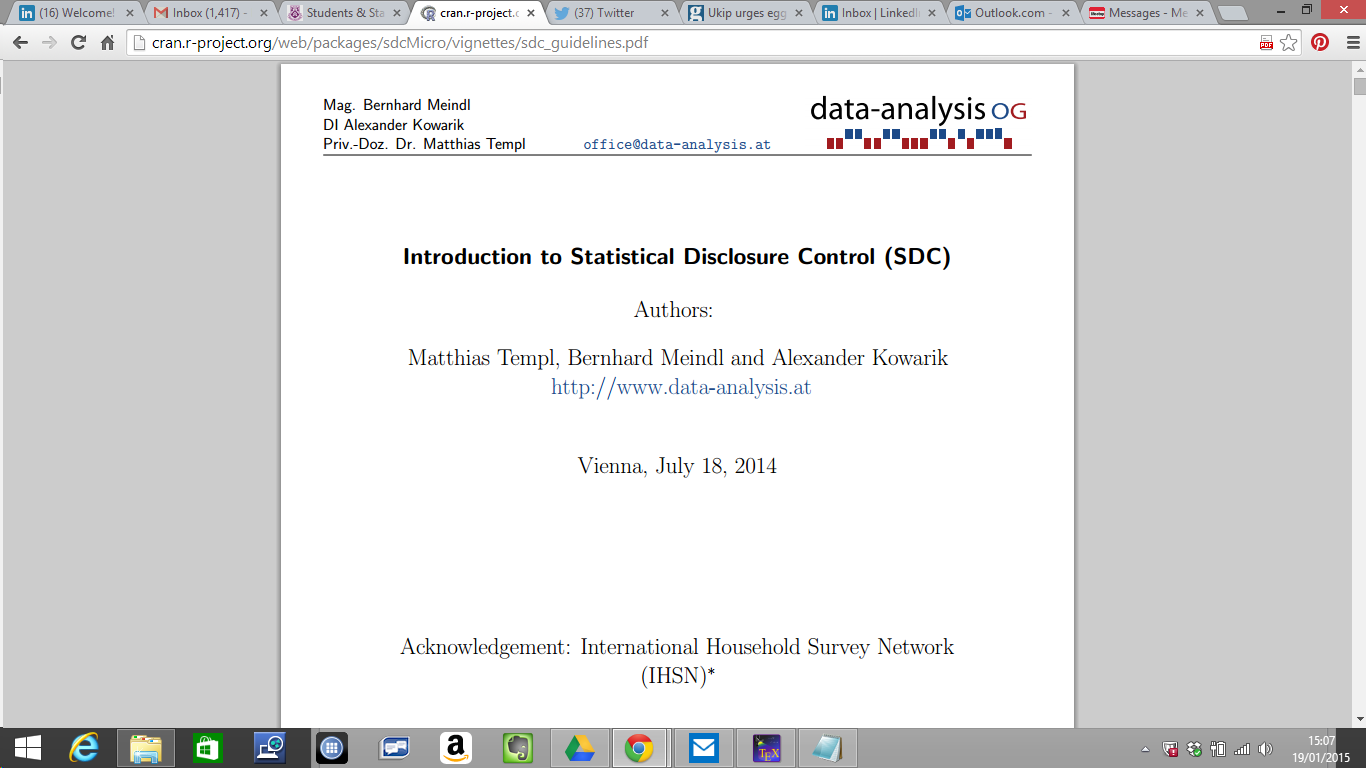 (16) Welcome!
Inbox (1,417) -
Students & Sta
cran.r-project.c
(37) Twitter
Ukip urges egg
Inbox | LinkedI
Outlook.com -
Messages - Me
cran.r-project.org/web/packages/sdcMicro/vignettes/sdc_guidelines.pdf
Mag. Bernhard Meindl
DI Alexander Kowarik
Priv.-Doz. Dr. Matthias Templ office@data-analysis.at
data-analysis OG
Introduction to Statistical Disclosure Control (SDC)
Authors:
Matthias Templ, Bernhard Meindl and Alexander Kowarik
http://www.data-analysis.at
Vienna, July 18, 2014
Acknowledgement: International Household Survey Network
(IHSN)*
15:07
19/01/2015